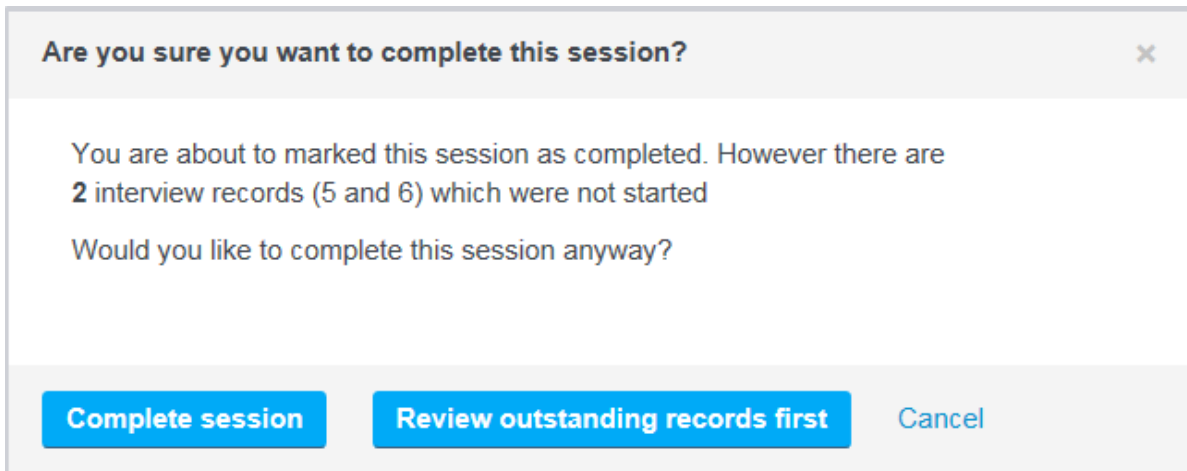 Are you sure you want to complete this session?
×
You are about to marked this session as completed. However there are
2 interview records (5 and 6) which were not started
Would you like to complete this session anyway?
Complete session
Review outstanding records first
Cancel